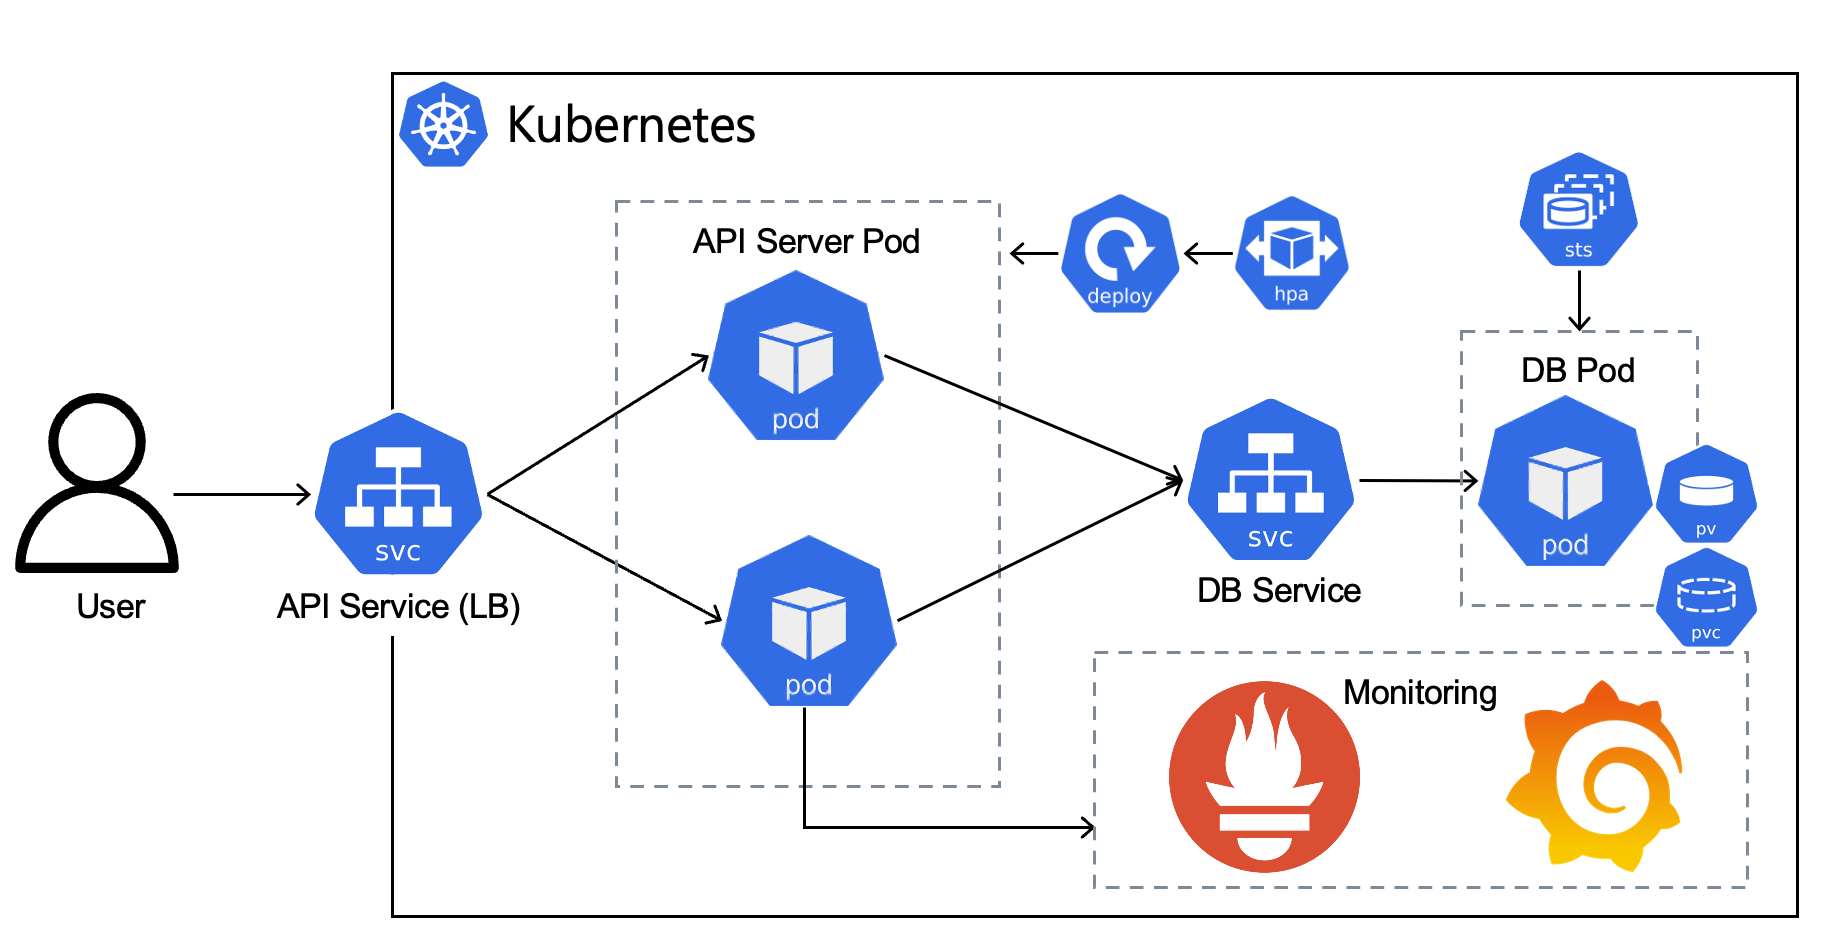 Kubernetes
API Server Pod
deploy
hpa
sts
pod
DB Pod
User
svc
API Service (LB)
pod
svc
DB Service
pod
pv
pvc
Monitoring